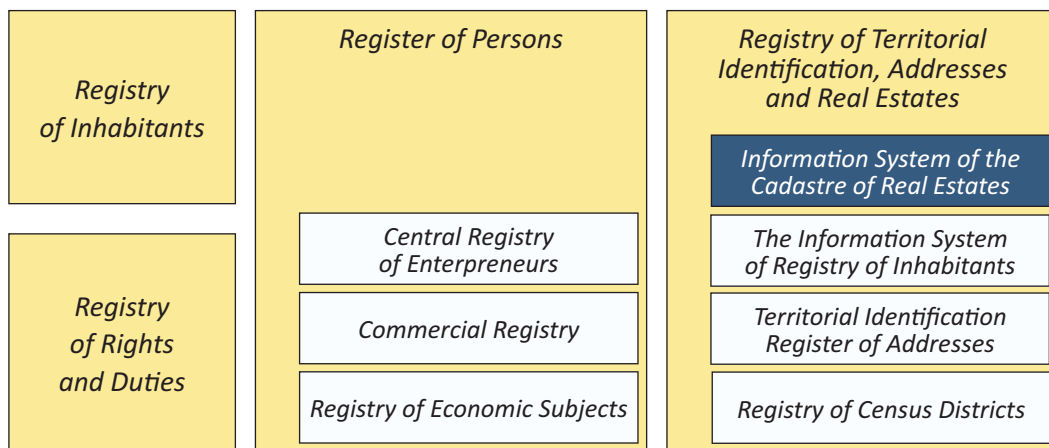 Registry
of Inhabitants
Registry
of Rights
and Duties
Register of Persons
Central Registry
of Enterpreneurs
Commercial Registry
Registry of Economic Subjects
Registry of Territorial
Identification, Addresses
and Real Estates
Information System of the
Cadastre of Real Estates
The Information System
of Registry of Inhabitants
Territorial Identification
Register of Addresses
Registry of Census Districts